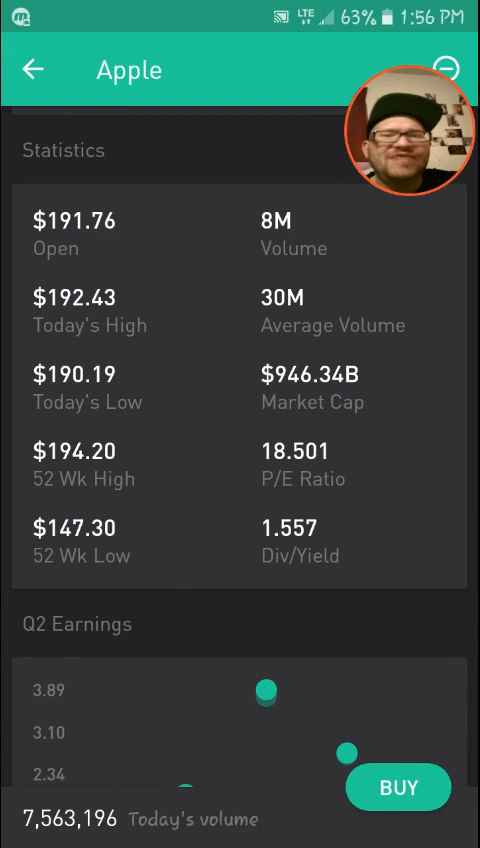 LTE 63% 1:56 PM
Apple
Statistics
$191.76 8M
Open Volume
$192.43 30M
Today's High Average Volume
$190.19 $946.34B
Today's Low Market Cap
$194.20 18.501
52 Wk High P/E Ratio
$147.30 1.557
52 Wk Low Div/Yield
Q2 Earnings
3.89
3.10
2.34
BUY
7,563,196 Today's volume